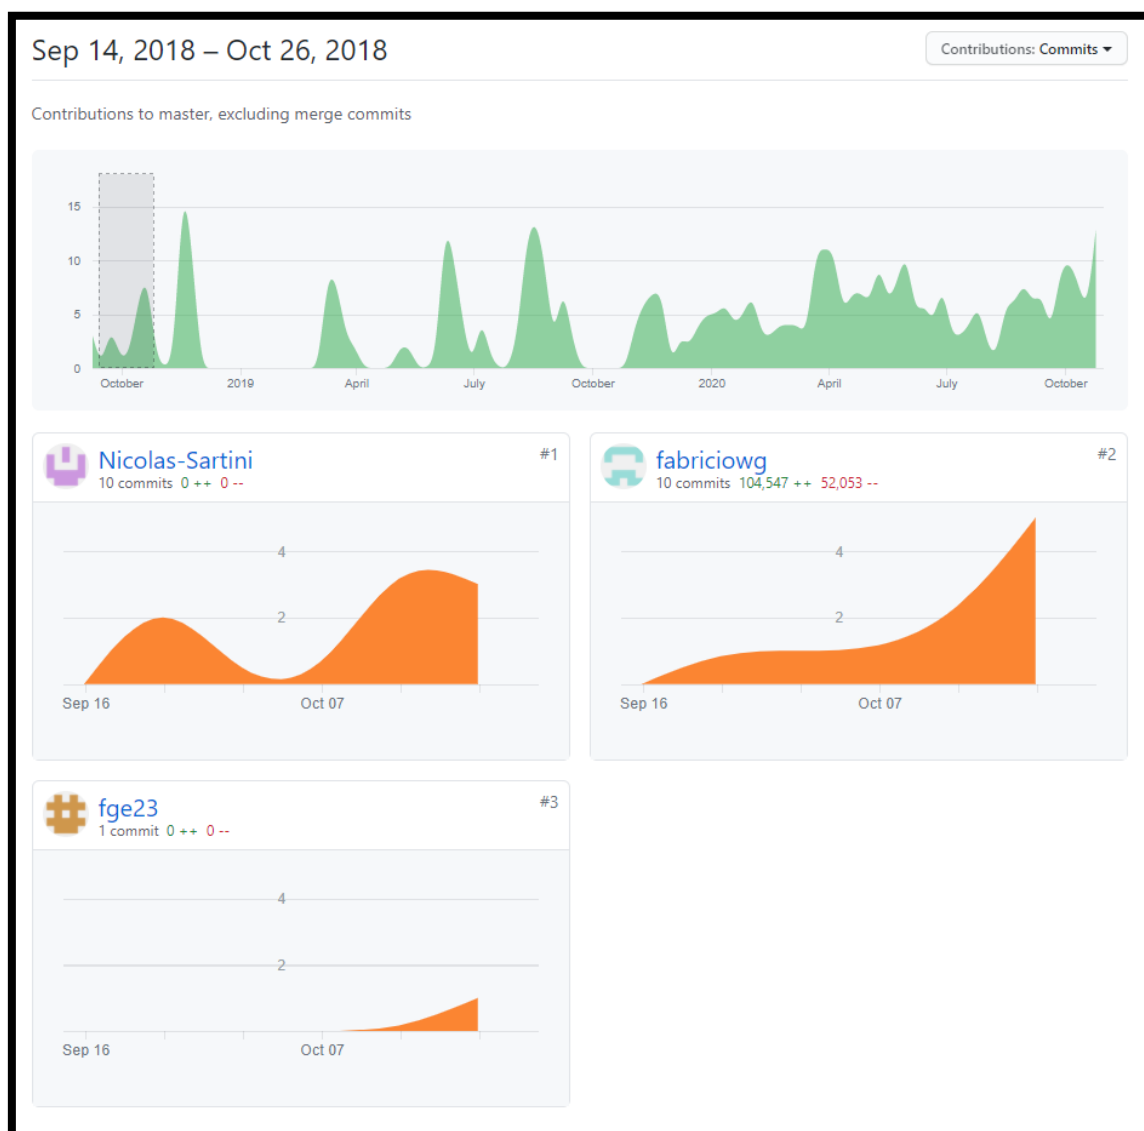 Sep 14, 2018 – Oct 26, 2018
Contributions: Commits
Contributions to master, excluding merge commits
15
10
5
0
October 2019 April July October 2020 April July October
Nicolas-Sartini #1
10 commits 0 ++ 0 --
4
2
Sep 16 Oct 07
fabriciowg #2
10 commits 104,547 ++ 52,053 --
4
2
Sep 16 Oct 07
fge23 #3
1 commit 0 ++ 0 --
4
2
Sep 16 Oct 07